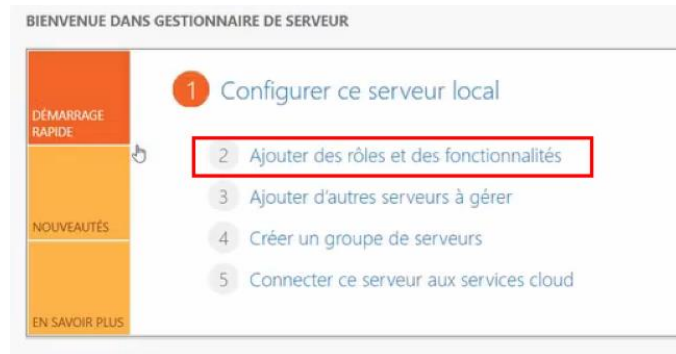 BIENVENUE DANS GESTIONNAIRE DE SERVEUR
DÉMARRAGE
RAPIDE
NOUVEAUTÉS
EN SAVOIR PLUS
1 Configurer ce serveur local
2 Ajouter des rôles et des fonctionnalités
3 Ajouter d'autres serveurs à gérer
4 Créer un groupe de serveurs
5 Connecter ce serveur aux services cloud